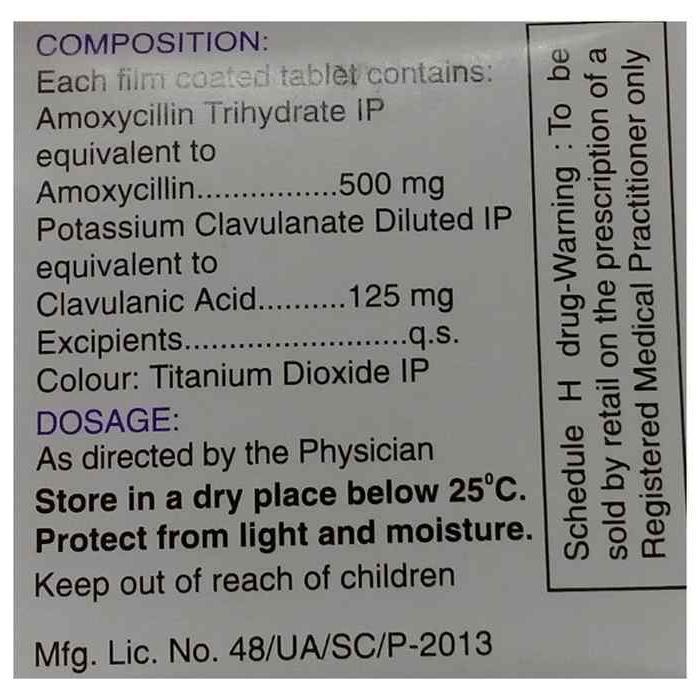 COMPOSITION:
Each film coated tablet contains:
Amoxycillin Trihydrate IP
equivalent to
Amoxycillin................500 mg
Potassium Clavulanate Diluted IP
equivalent to
Clavulanic Acid..........125 mg
Excipients.........................q.s.
Colour: Titanium Dioxide IP
DOSAGE:
As directed by the Physician
Store in a dry place below 25°C.
Protect from light and moisture.
Keep out of reach of children
Mfg. Lic. No. 48/UA/SC/P-2013
Schedule H drug-Warning : To be
sold by retail on the prescription of a
Registered Medical Practitioner only